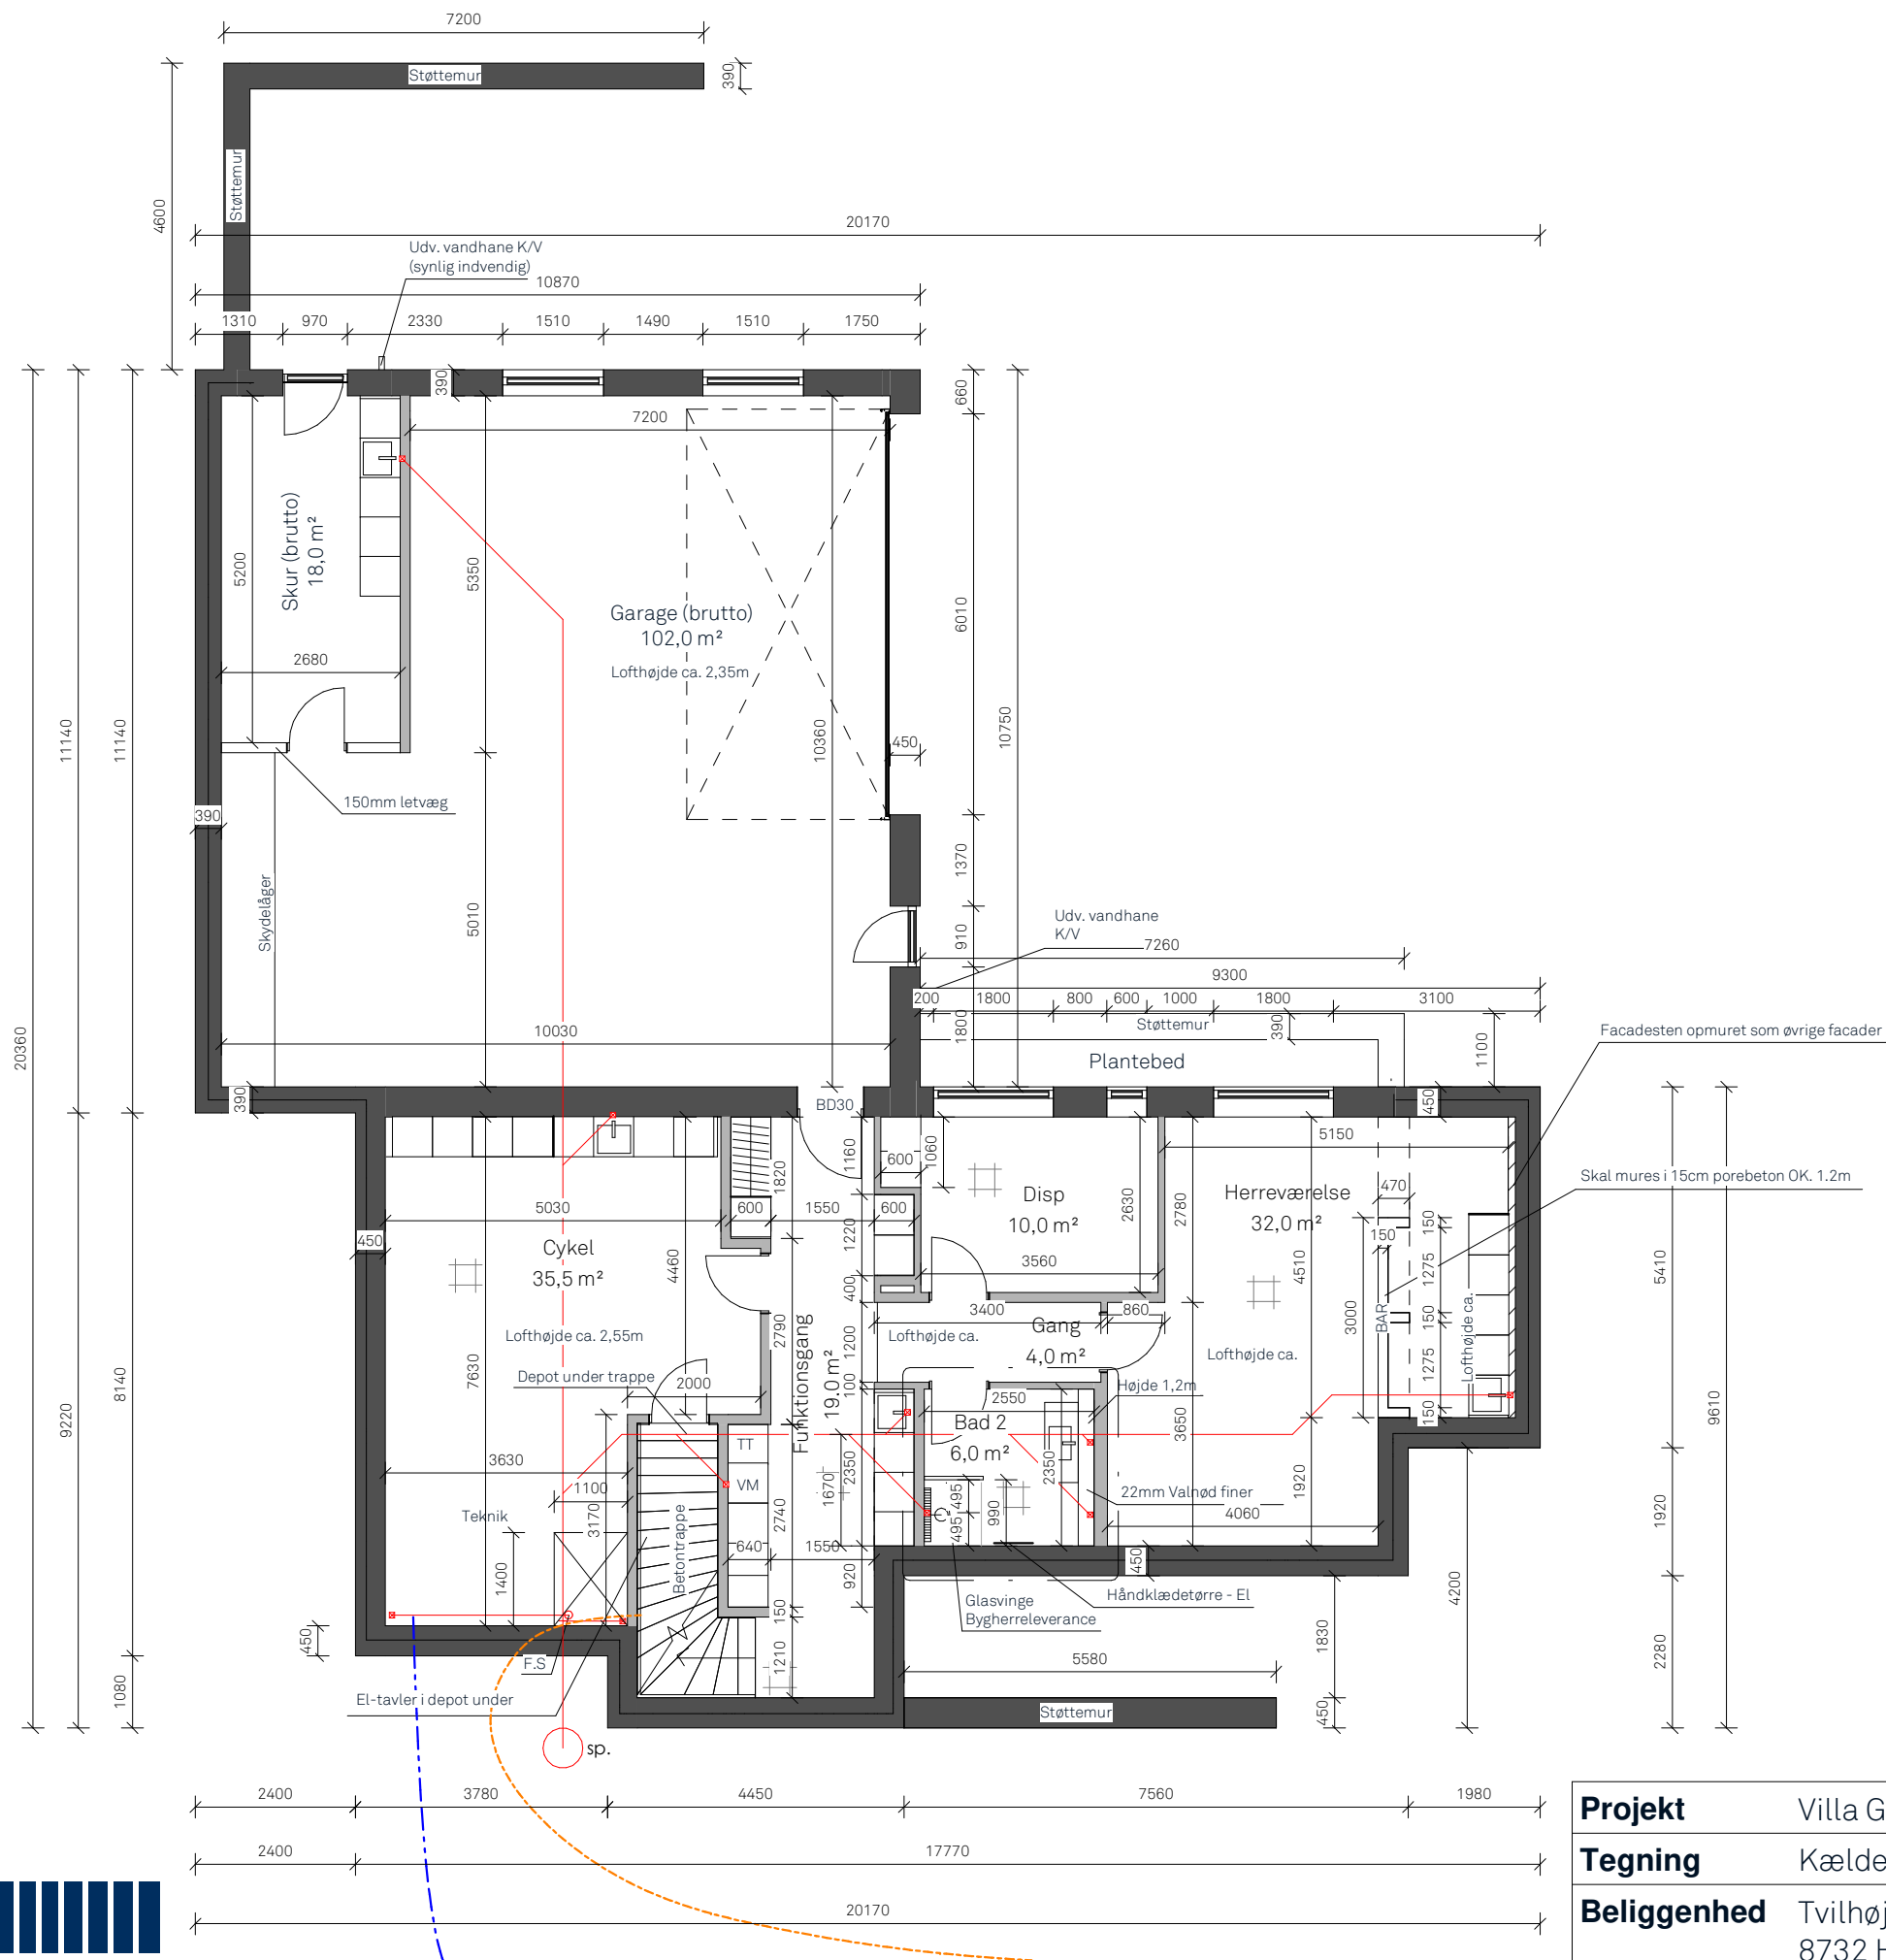 7200
Støttemur
390
Støttemur
4600
20170
Udv. vandhane K/V
(synlig indvendig)
10870
1310 970 2330 1510 1490 1510 1750
390
660
7200
5200
Skur (brutto)
18,0 m²
5350
Garage (brutto)
102,0 m²
Lofthøjde ca. 2,35m
6010
2680
11140
11140
10360
10750
450
150mm letvæg
390
1370
Skydelåger
5010
910
Udv. vandhane
K/V
7260
9300
200 1800 800 600 1000 1800 3100
1800
Støttemur
390
20360
10030
Plantebed
1100
Facadesten opmuret som øvrige facader
390
BD30
450
5150
1160
1060
600
1820
Skal mures i 15cm porebeton OK. 1.2m
Disp
10,0 m²
2630
2780
Herreværelse
32,0 m²
470
150
5030
600
1550
600
1220
450
Cykel
35,5 m²
4460
150
1275
5410
3560
4510
400
3400
860
3000
BAR
150
Lofthøjde ca. 2,55m
2790
Funktionsgang
19.0 m²
Lofthøjde ca.
1200
Gang
4,0 m²
Lofthøjde ca.
Lofthøjde ca.
1275
7630
Depot under trappe
2000
100
2550
Højde 1,2m
8140
9220
9610
Bad 2
6,0 m²
150
3650
TT
VM
3630
1100
2350
1670
2350
495
990
495
22mm Valnød finer
4060
1920
1920
Teknik
3170
Betontrappe
2740
640
1550
450
1400
920
Glasvinge
Bygherreleverance
Håndklædetørre - El
4200
150
450
F.S
1210
1830
2280
5580
1080
El-tavler i depot under
Støttemur
450
sp.
2400 3780 4450 7560 1980
2400 17770
20170
Projekt Villa G
Tegning Kælde
Beliggenhed Tvilhøj
8732 H